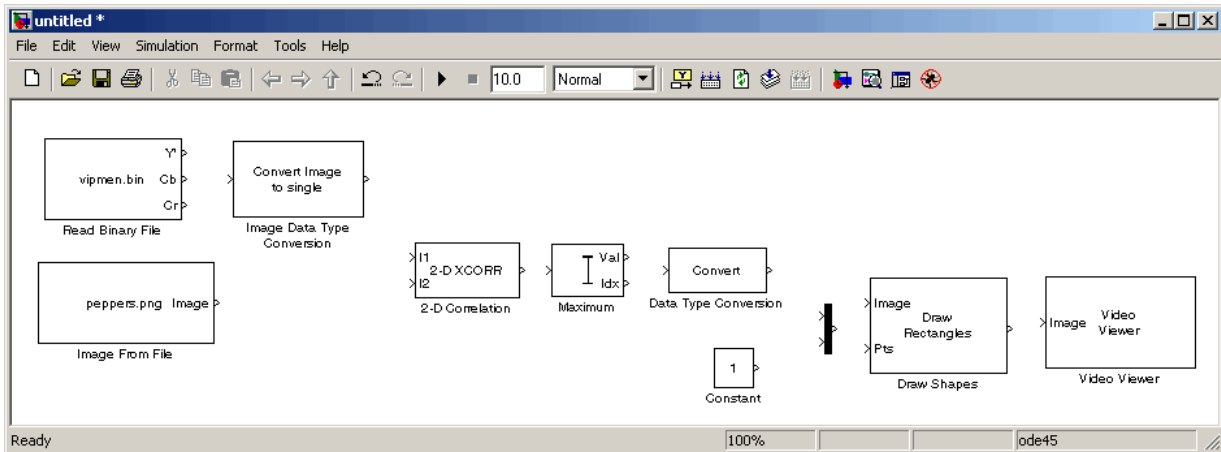 untitled *
File Edit View Simulation Format Tools Help
10.0 Normal
Y'
vipmen.bin Cb
Cr
Read Binary File
Convert Image
to single
Image Data Type
Conversion
peppers.png Image
Image From File
I1
2-D XCORR
I2
2-D Correlation
Val
Idx
Maximum
Convert
Data Type Conversion
1
Constant
Image
Draw
Rectangles
Pts
Draw Shapes
Image
Video
Viewer
Video Viewer
Ready 100% ode45